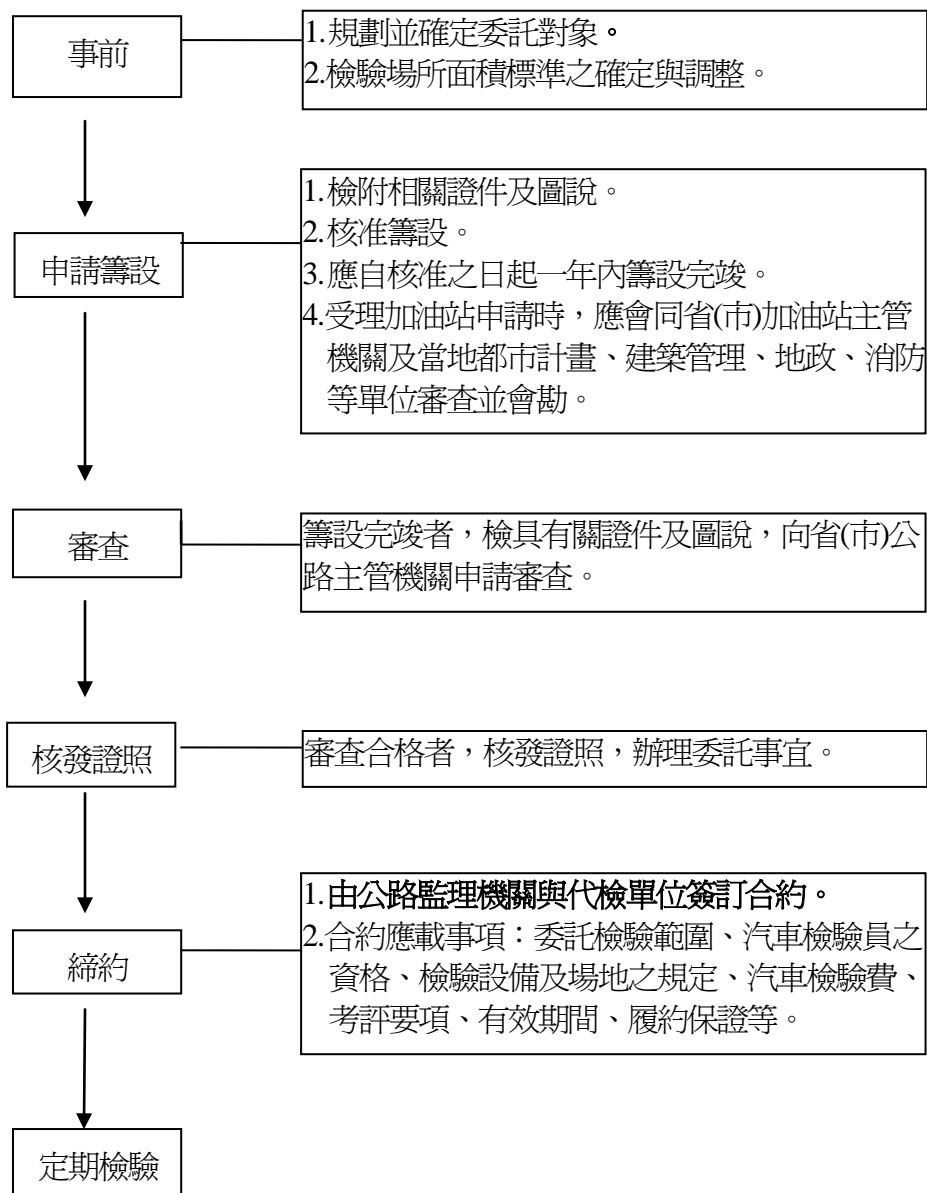 事前
1.規劃並確定委託對象。
2.檢驗場所面積標準之確定與調整。
申請籌設
1.檢附相關證件及圖說。
2.核准籌設。
3.應自核准之日起一年內籌設完竣。
4.受理加油站申請時，應會同省(市)加油站主管
機關及當地都市計畫、建築管理、地政、消防
等單位審查並會勘。
審查
籌設完竣者，檢具有關證件及圖說，向省(市)公
路主管機關申請審查。
核發證照
審查合格者，核發證照，辦理委託事宜。
締約
1.由公路監理機關與代檢單位簽訂合約。
2.合約應載事項：委託檢驗範圍、汽車檢驗員之
資格、檢驗設備及場地之規定、汽車檢驗費、
考評要項、有效期間、履約保證等。
定期檢驗